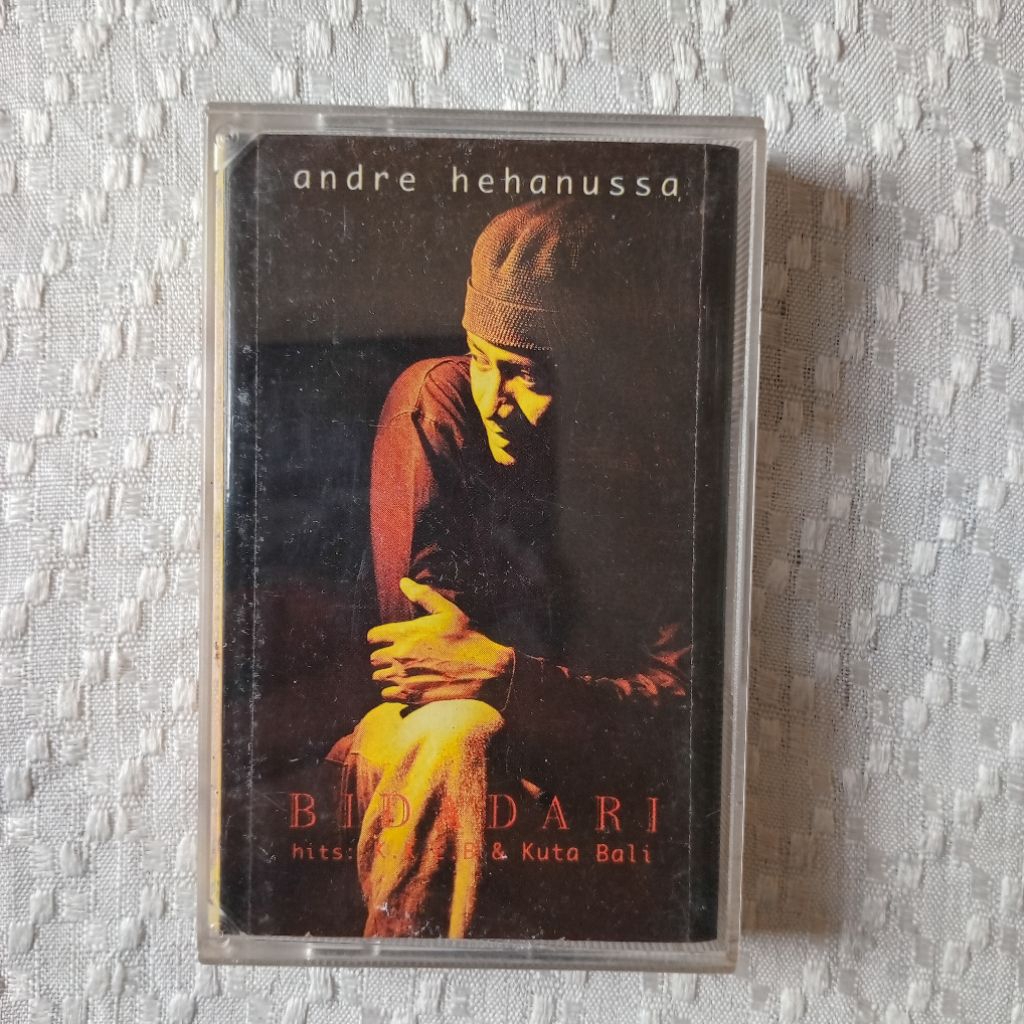 andre hehanussa
BIDADARI
hits: & Kuta Bali